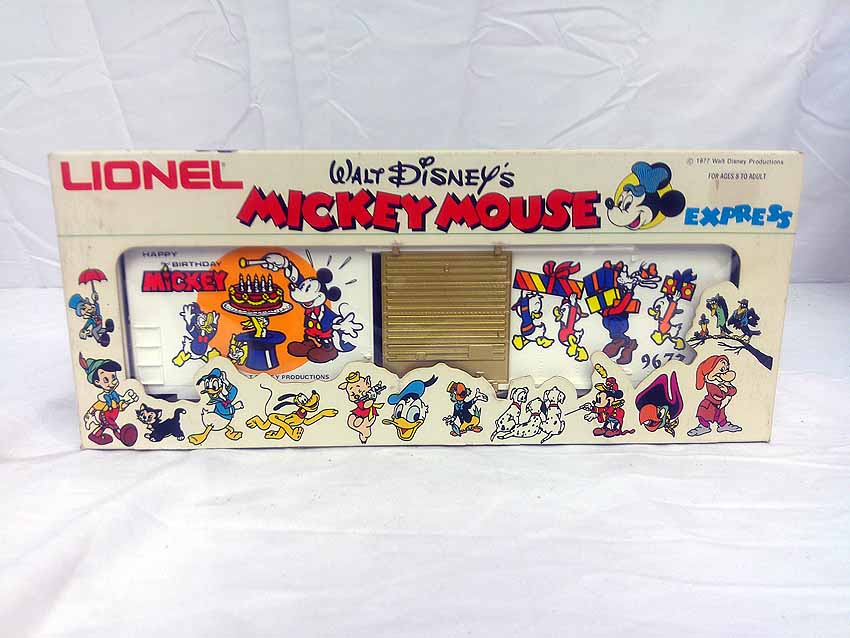 LIONEL
WALT DISNEY'S
MICKEY MOUSE
EXPRESS
© 1977 Walt Disney Productions
FOR AGES 8 TO ADULT
HAPPY
BIRTHDAY
MICKEY
PRODUCTIONS